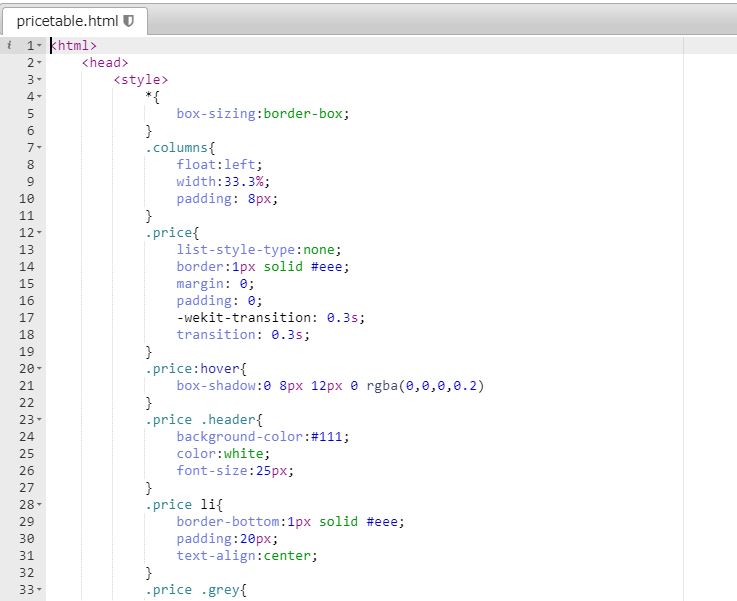 pricetable.html
i 1 <html>
2 <head>
3 <style>
4 *{
5 box-sizing:border-box;
6 }
7 .columns{
8 float:left;
9 width:33.3%;
10 padding: 8px;
11 }
12 .price{
13 list-style-type:none;
14 border:1px solid #eee;
15 margin: 0;
16 padding: 0;
17 -wekit-transition: 0.3s;
18 transition: 0.3s;
19 }
20 .price:hover{
21 box-shadow:0 8px 12px 0 rgba(0,0,0,0.2)
22 }
23 .price .header{
24 background-color:#111;
25 color:white;
26 font-size:25px;
27 }
28 .price li{
29 border-bottom:1px solid #eee;
30 padding:20px;
31 text-align:center;
32 }
33 .price .grey{